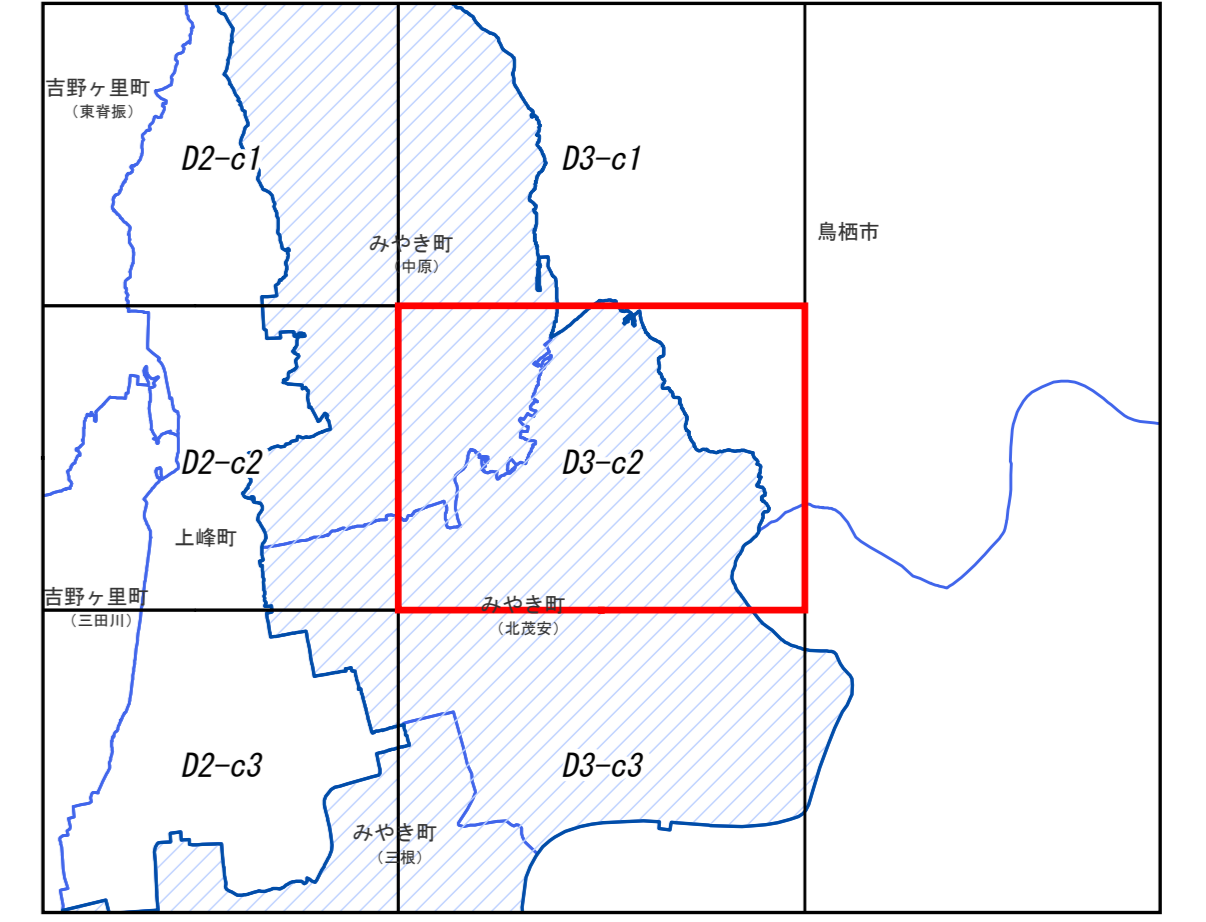 吉野ヶ里町
（東脊振）
D2-c1
D3-c1
みやき町
（中原）
鳥栖市
D2-c2
D3-c2
上峰町
吉野ヶ里町
（三田川）
みやき町
（北茂安）
D2-c3
D3-c3
みやき町
（三根）